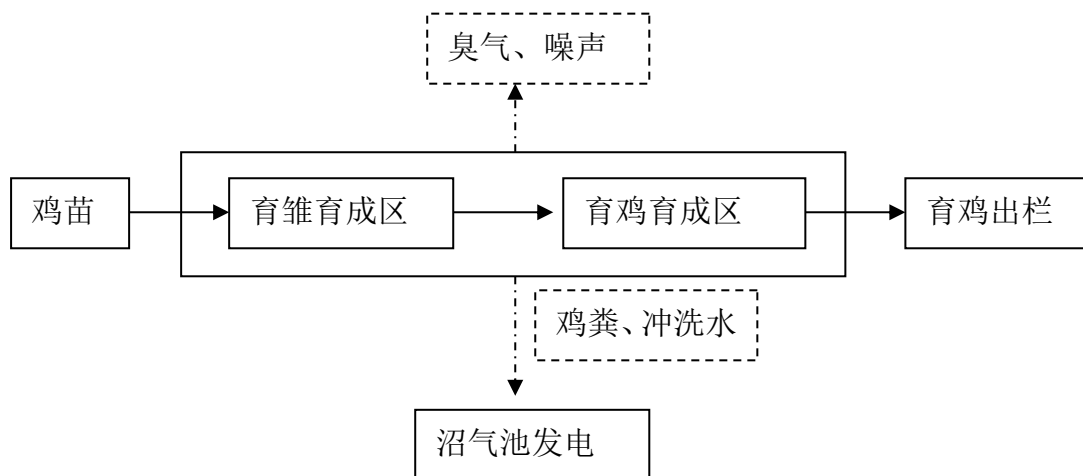 臭气、噪声
鸡苗
育雏育成区
育鸡育成区
育鸡出栏
鸡粪、冲洗水
沼气池发电